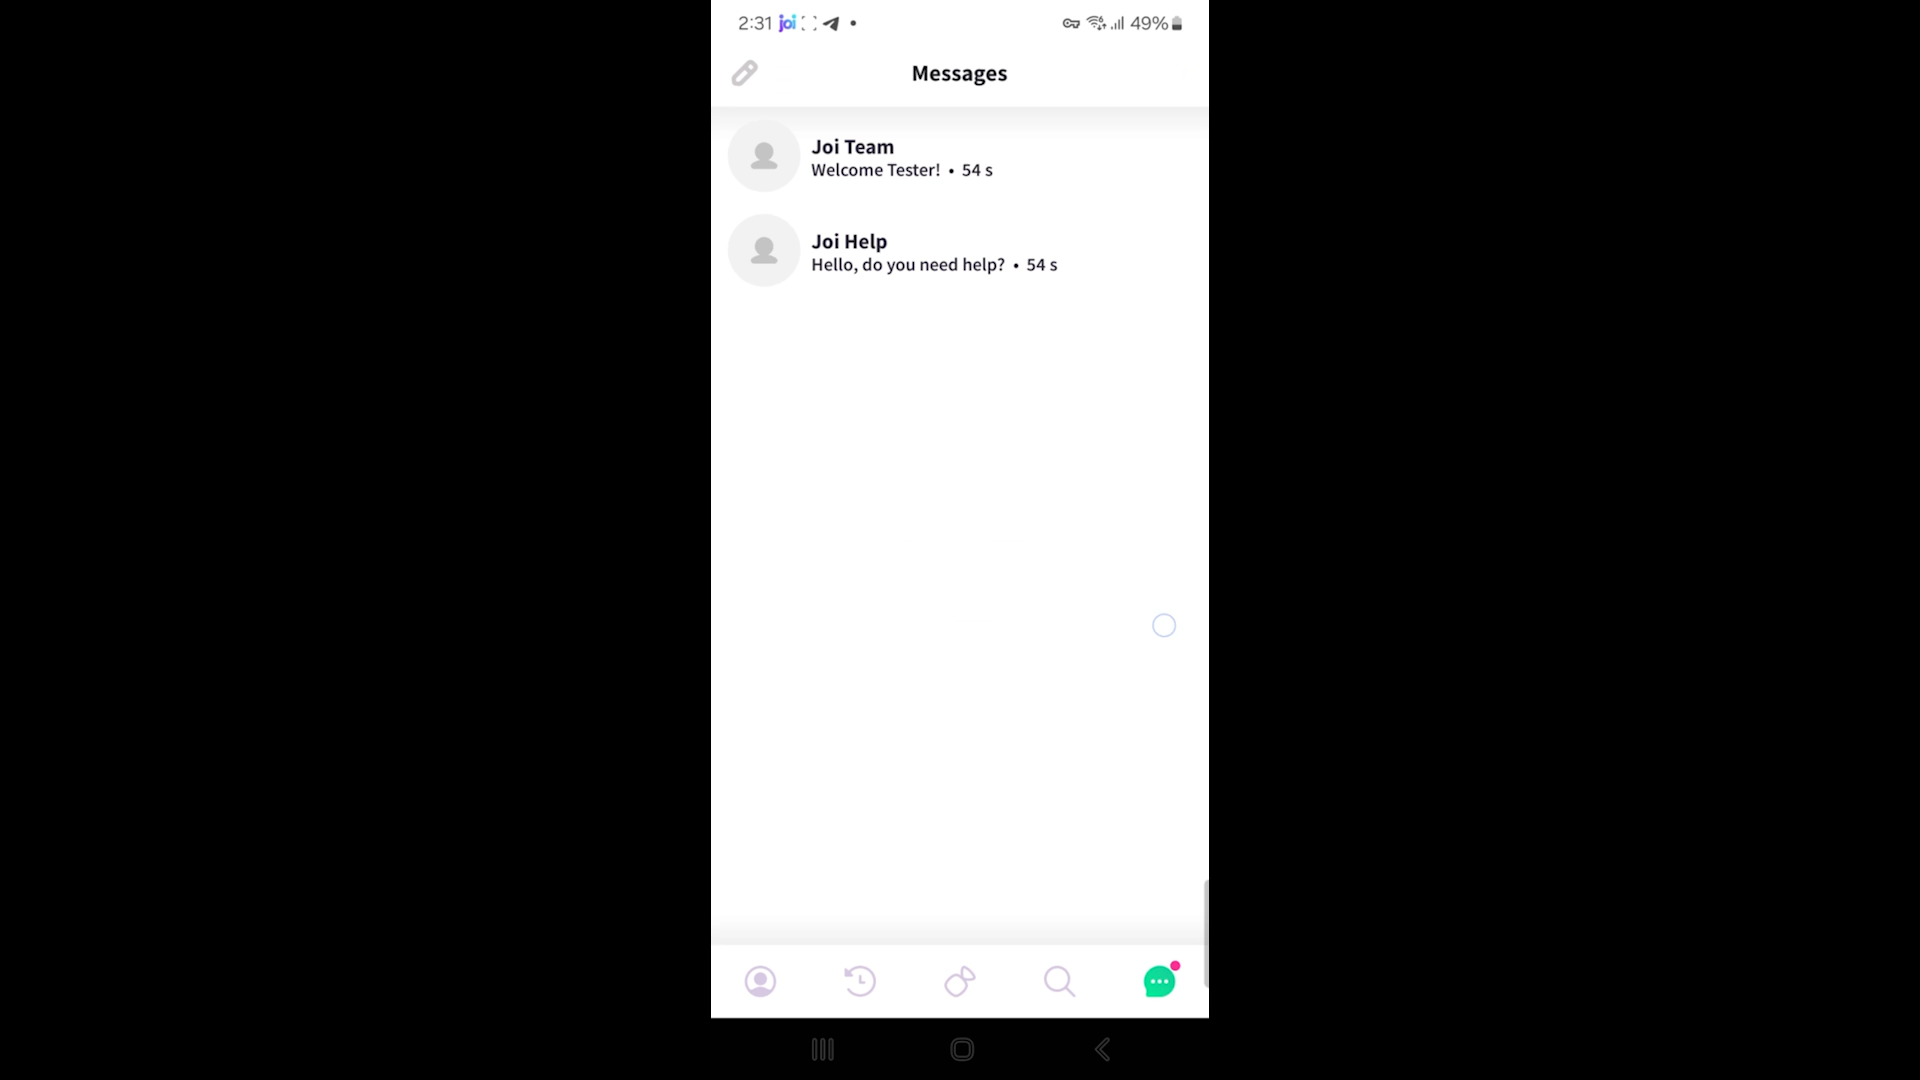 2:31 joi 49%
Messages
Joi Team
Welcome Tester! • 54 s
Joi Help
Hello, do you need help? • 54 s